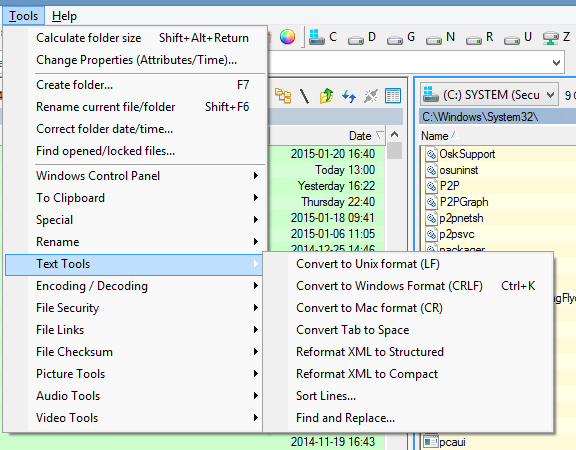 Tools Help
C D G N R U Z
Calculate folder size Shift+Alt+Return
Change Properties (Attributes/Time)...
Create folder... F7
Rename current file/folder Shift+F6
Correct folder date/time...
Find opened/locked files...
Windows Control Panel
To Clipboard
Special
Rename
Text Tools
Encoding / Decoding
File Security
File Links
File Checksum
Picture Tools
Audio Tools
Video Tools
Convert to Unix format (LF)
Convert to Windows Format (CRLF) Ctrl+K
Convert to Mac format (CR)
Convert Tab to Space
Reformat XML to Structured
Reformat XML to Compact
Sort Lines...
Find and Replace...
Date
2015-01-20 16:40
Today 13:00
Yesterday 16:22
Thursday 22:40
2015-01-18 09:41
2015-01-06 11:05
2014-12-25 14:46
2014-11-19 16:43
(C:) SYSTEM (Secu 9
C:\Windows\System32\
Name
OskSupport
osuninst
P2P
P2PGraph
p2pnetsh
p2psvc
packager
pcaui